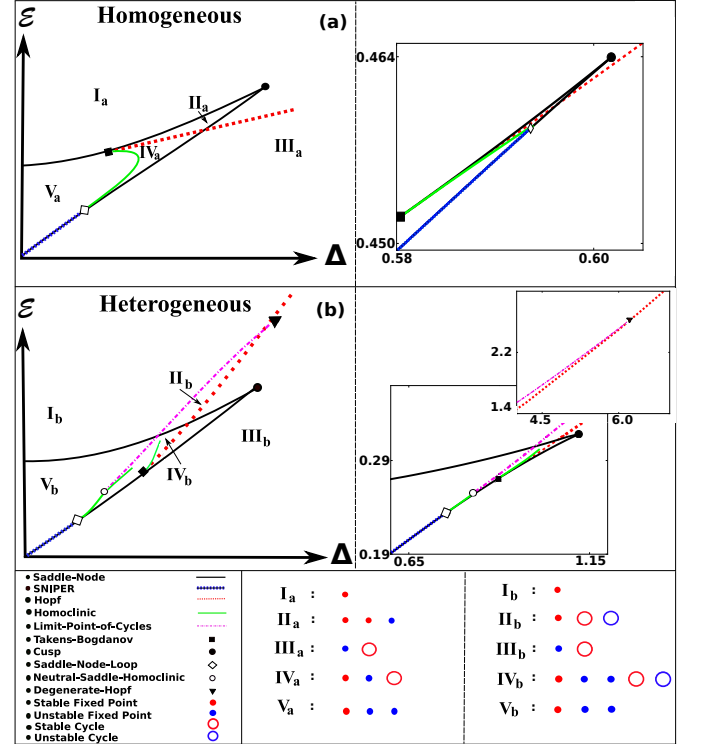 ε Homogeneous (a)
I_a
II_a
III_a
IV_a
V_a
Δ
0.464
0.450
0.58 0.60
ε Heterogeneous (b)
I_b
II_b
III_b
IV_b
V_b
Δ
2.2
1.4
4.5 6.0
0.29
0.19
0.65 1.15
• Saddle-Node
• SNIPER
• Hopf
• Homoclinic
• Limit-Point-of-Cycles
• Takens-Bogdanov
• Cusp
• Saddle-Node-Loop
• Neutral-Saddle-Homoclinic
• Degenerate-Hopf
• Stable Fixed Point
• Unstable Fixed Point
• Stable Cycle
• Unstable Cycle
I_a :
II_a :
III_a :
IV_a :
V_a :
I_b :
II_b :
III_b :
IV_b :
V_b :